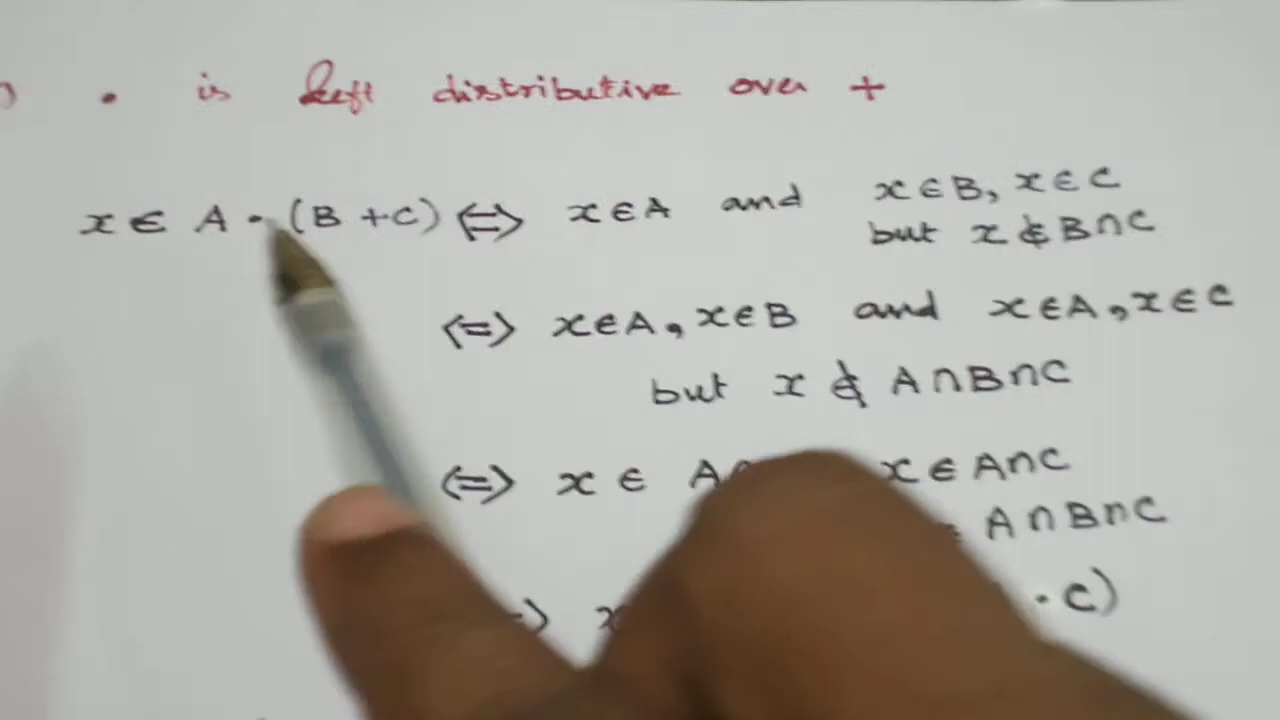 • is left distributive over +
x ∈ A • (B + C) ⇔ x ∈ A and x ∈ B, x ∈ C
but x ∉ B ∩ C
⇔ x ∈ A, x ∈ B and x ∈ A, x ∈ C
but x ∉ A ∩ B ∩ C
⇔ x ∈ A x ∈ A ∩ C
A ∩ B ∩ C
x • C)